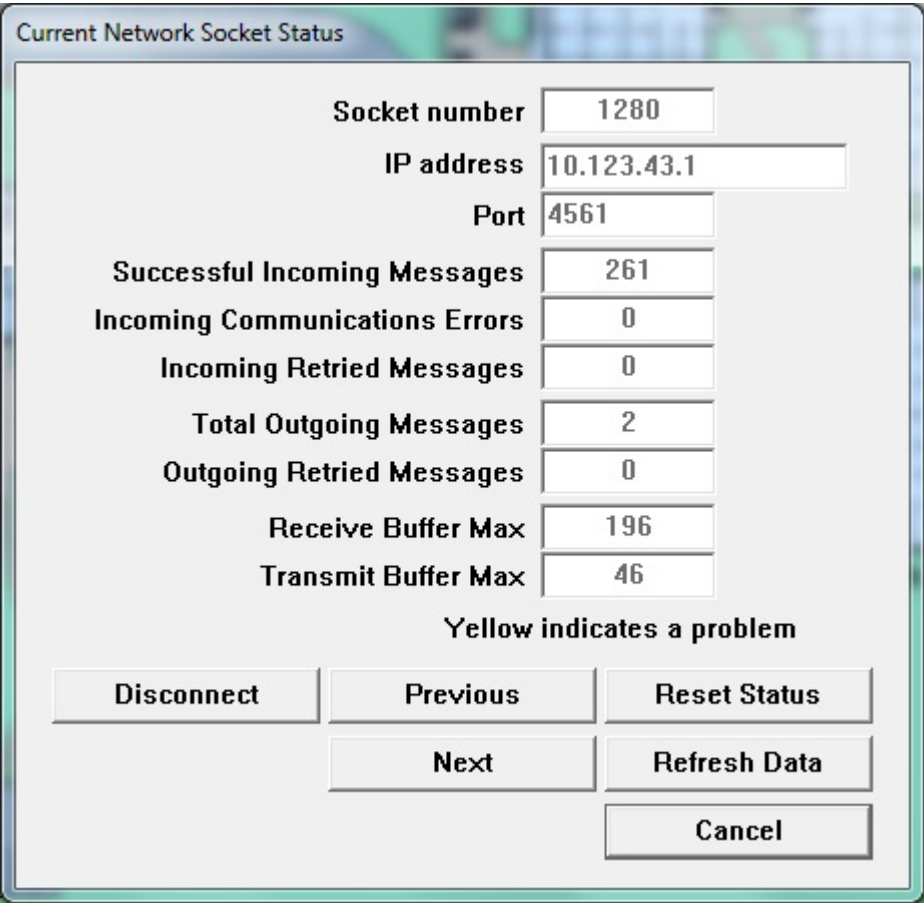 Current Network Socket Status
Socket number 1280
IP address 10.123.43.1
Port 4561
Successful Incoming Messages 261
Incoming Communications Errors 0
Incoming Retried Messages 0
Total Outgoing Messages 2
Outgoing Retried Messages 0
Receive Buffer Max 196
Transmit Buffer Max 46
Yellow indicates a problem
Disconnect Previous Reset Status
Next Refresh Data
Cancel